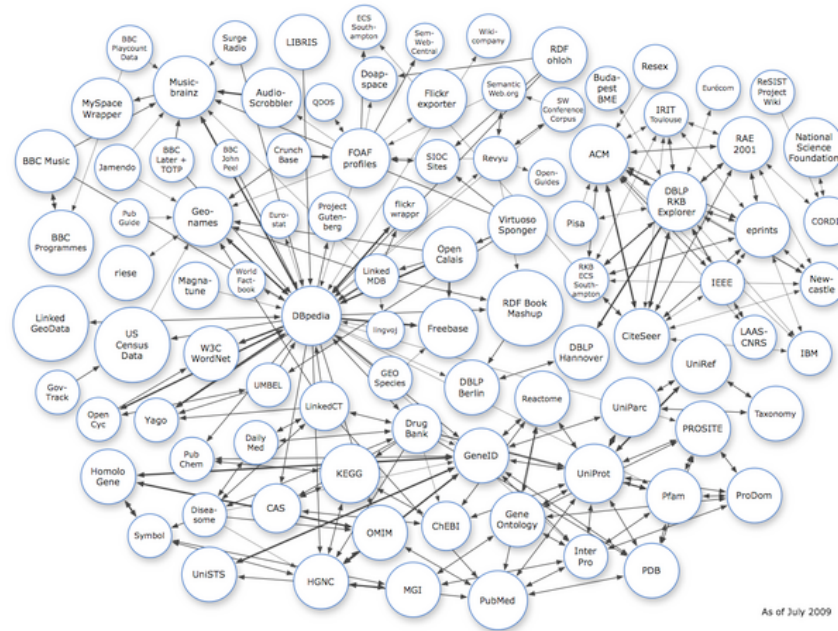 BBC
Playcount
Data
Surge
Radio
LIBRIS
ECS
South-
ampton
Sem-
Web-
Central
Wiki-
company
RDF
ohloh
Music-
brainz
Doap-
space
Buda-
pest
BME
Resex
Eurécom
ReSIST
Project
Wiki
MySpace
Wrapper
Audio-
Scrobbler
QDOS
Flickr
exporter
Semantic
Web.org
SW
Conference
Corpus
IRIT
Toulouse
RAE
2001
National
Science
Foundation
BBC Music
Jamendo
BBC
Later +
TOTP
BBC
John
Peel
Crunch
Base
FOAF
profiles
SIOC
Sites
Revyu
Open-
Guides
ACM
DBLP
RKB
Explorer
BBC
Programmes
Pub
Guide
Geo-
names
Euro-
stat
Project
Guten-
berg
flickr
wrappr
Virtuoso
Sponger
Pisa
eprints
CORDIS
riese
Magna-
tune
World
Fact-
book
Linked
MDB
Open
Calais
RKB
ECS
South-
ampton
IEEE
New-
castle
Linked
GeoData
US
Census
Data
W3C
WordNet
DBpedia
lingvoj
Freebase
RDF Book
Mashup
DBLP
Hannover
CiteSeer
LAAS-
CNRS
IBM
Gov-
Track
Open
Cyc
Yago
UMBEL
LinkedCT
GEO
Species
DBLP
Berlin
Reactome
UniParc
UniRef
Taxonomy
Daily
Med
Pub
Chem
Drug
Bank
PROSITE
Homolo
Gene
KEGG
GeneID
UniProt
Pfam
ProDom
Symbol
Disea-
some
CAS
OMIM
ChEBI
Gene
Ontology
Inter
Pro
PDB
UniSTS
HGNC
MGI
PubMed
As of July 2009